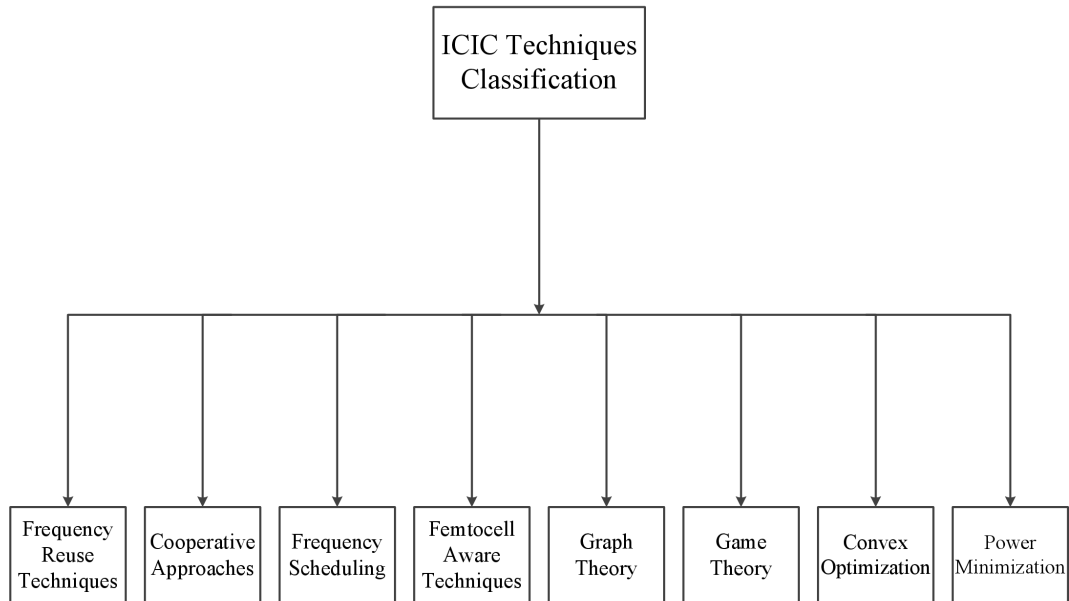 ICIC Techniques
Classification
Frequency
Reuse
Techniques
Cooperative
Approaches
Frequency
Scheduling
Femtocell
Aware
Techniques
Graph
Theory
Game
Theory
Convex
Optimization
Power
Minimization